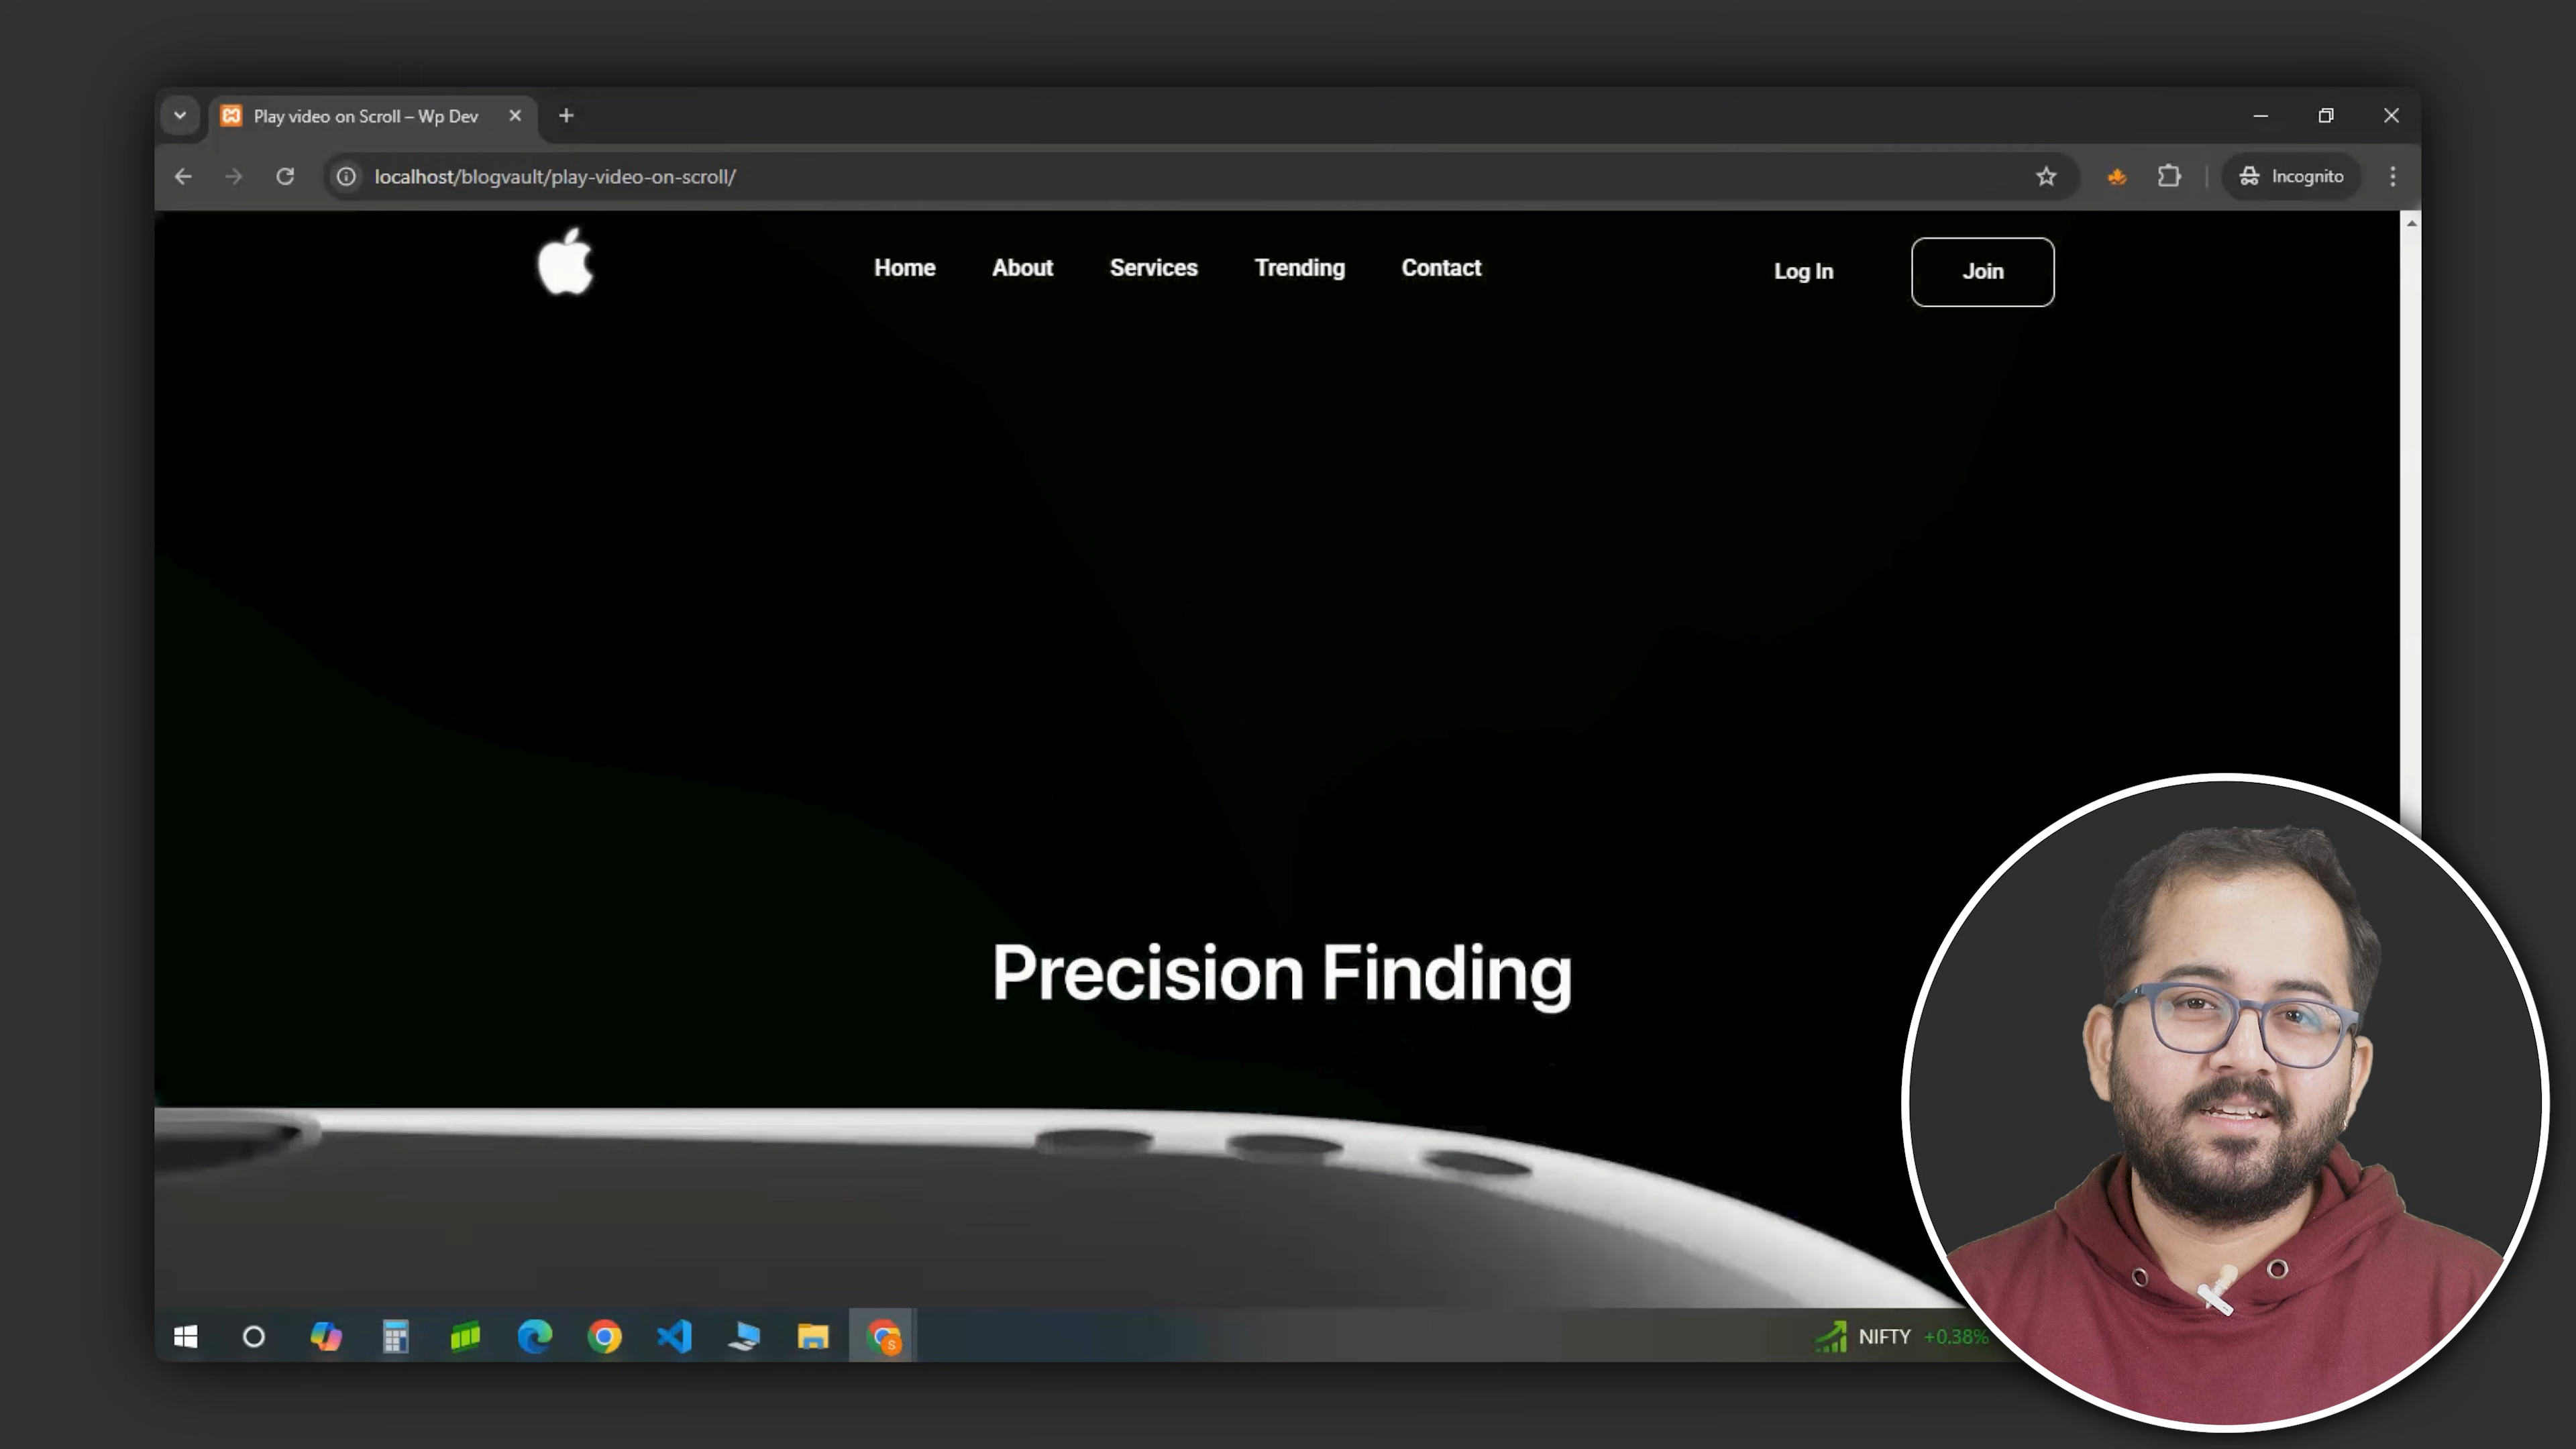 Play video on Scroll – Wp Dev
localhost/blogvault/play-video-on-scroll/
Incognito
Home About Services Trending Contact Log In Join
Precision Finding
NIFTY +0.38%